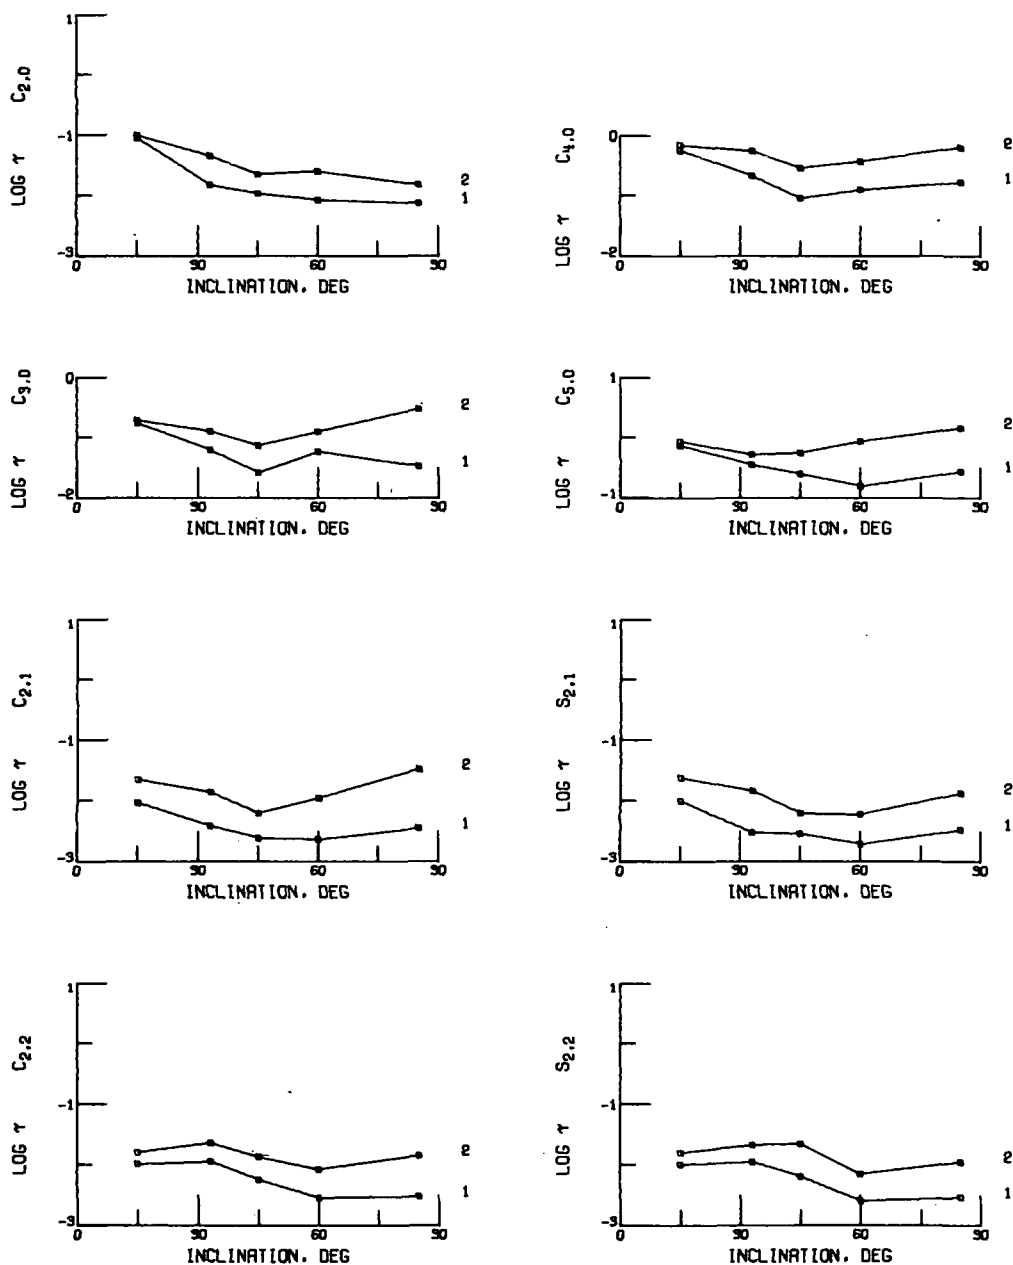 LOG γ C2,0
1
-1
-3
0 30 60 90
INCLINATION, DEG
2
1
LOG γ C4,0
0
-2
0 30 60 90
INCLINATION, DEG
2
1
LOG γ C3,0
0
-2
0 30 60 90
INCLINATION, DEG
2
1
LOG γ C5,0
1
-1
0 30 60 90
INCLINATION, DEG
2
1
LOG γ C2,1
1
-1
-3
0 30 60 90
INCLINATION, DEG
2
1
LOG γ S2,1
1
-1
-3
0 30 60 90
INCLINATION, DEG
2
1
LOG γ C2,2
1
-1
-3
0 30 60 90
INCLINATION, DEG
2
1
LOG γ S2,2
1
-1
-3
0 30 60 90
INCLINATION, DEG
2
1